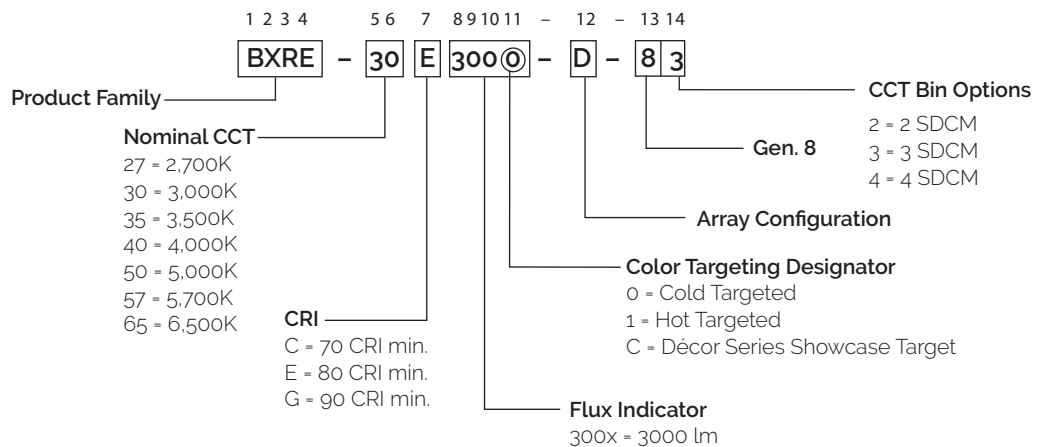 1 2 3 4 5 6 7 8 9 10 11 – 12 – 13 14
BXRE – 30 E 300 0 – D – 8 3
Product Family
Nominal CCT
27 = 2,700K
30 = 3,000K
35 = 3,500K
40 = 4,000K
50 = 5,000K
57 = 5,700K
65 = 6,500K
CRI
C = 70 CRI min.
E = 80 CRI min.
G = 90 CRI min.
Flux Indicator
300x = 3000 lm
Color Targeting Designator
0 = Cold Targeted
1 = Hot Targeted
C = Décor Series Showcase Target
Array Configuration
Gen. 8
CCT Bin Options
2 = 2 SDCM
3 = 3 SDCM
4 = 4 SDCM